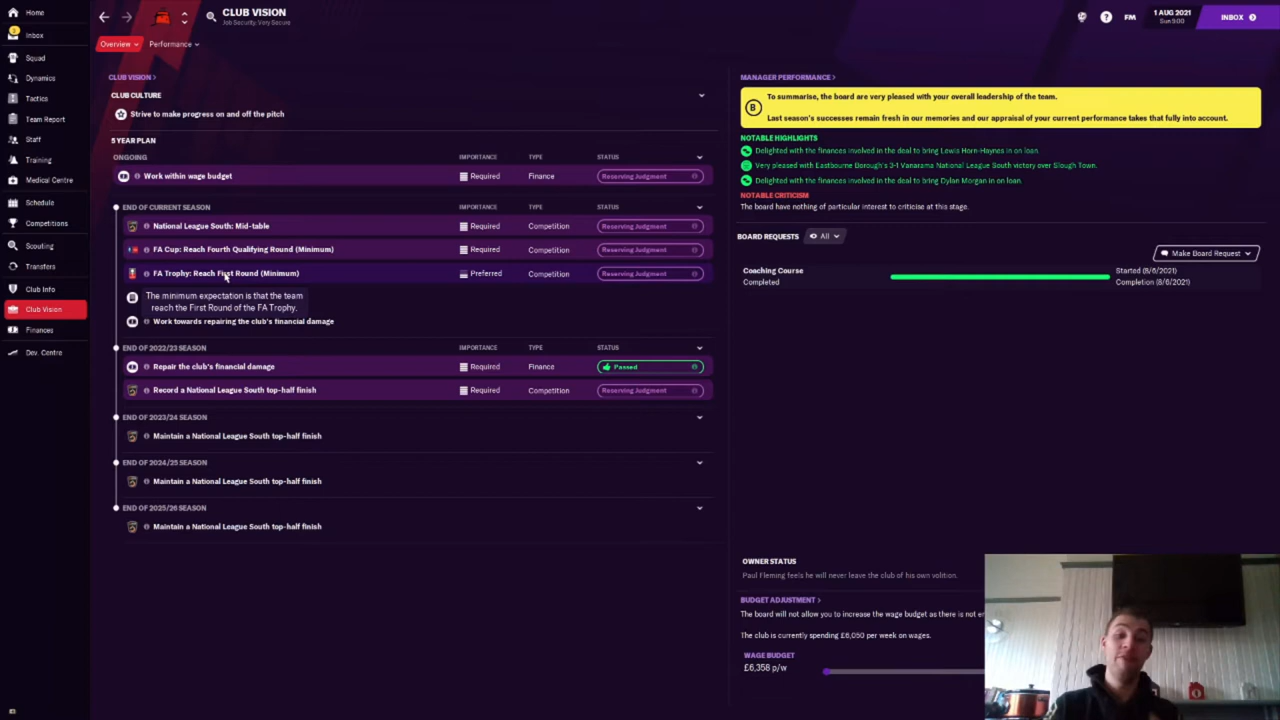 Home
Inbox
Squad
Dynamics
Tactics
Team Report
Staff
Training
Medical Centre
Schedule
Competitions
Scouting
Transfers
Club Info
Club Vision
Finances
Dev. Centre
CLUB VISION
Job Security: Very Secure
FM
1 AUG 2021
Sun 9:00
INBOX
Overview
Performance
CLUB VISION >
CLUB CULTURE
Strive to make progress on and off the pitch
5 YEAR PLAN
ONGOING IMPORTANCE TYPE STATUS
Work within wage budget Required Finance Reserving Judgment
END OF CURRENT SEASON IMPORTANCE TYPE STATUS
National League South: Mid-table Required Competition Reserving Judgment
FA Cup: Reach Fourth Qualifying Round (Minimum) Required Competition Reserving Judgment
FA Trophy: Reach First Round (Minimum) Preferred Competition Reserving Judgment
The minimum expectation is that the team
reach the First Round of the FA Trophy.
Work towards repairing the club's financial damage
END OF 2022/23 SEASON IMPORTANCE TYPE STATUS
Repair the club's financial damage Required Finance Passed
Record a National League South top-half finish Required Competition Reserving Judgment
END OF 2023/24 SEASON
Maintain a National League South top-half finish
END OF 2024/25 SEASON
Maintain a National League South top-half finish
END OF 2025/26 SEASON
Maintain a National League South top-half finish
MANAGER PERFORMANCE >
B
To summarise, the board are very pleased with your overall leadership of the team.
Last season's successes remain fresh in our memories and our appraisal of your current performance takes that fully into account.
NOTABLE HIGHLIGHTS
Delighted with the finances involved in the deal to bring Lewis Horn-Haynes in on loan.
Very pleased with Eastbourne Borough's 3-1 Vanarama National League South victory over Slough Town.
Delighted with the finances involved in the deal to bring Dylan Morgan in on loan.
NOTABLE CRITICISM
The board have nothing of particular interest to criticise at this stage.
BOARD REQUESTS All
Make Board Request
Coaching Course Started (8/6/2021)
Completed Completion (8/6/2021)
OWNER STATUS
Paul Fleming feels he will never leave the club of his own volition.
BUDGET ADJUSTMENT >
The board will not allow you to increase the wage budget as there is not
The club is currently spending £6,050 per week on wages.
WAGE BUDGET
£6,358 p/w